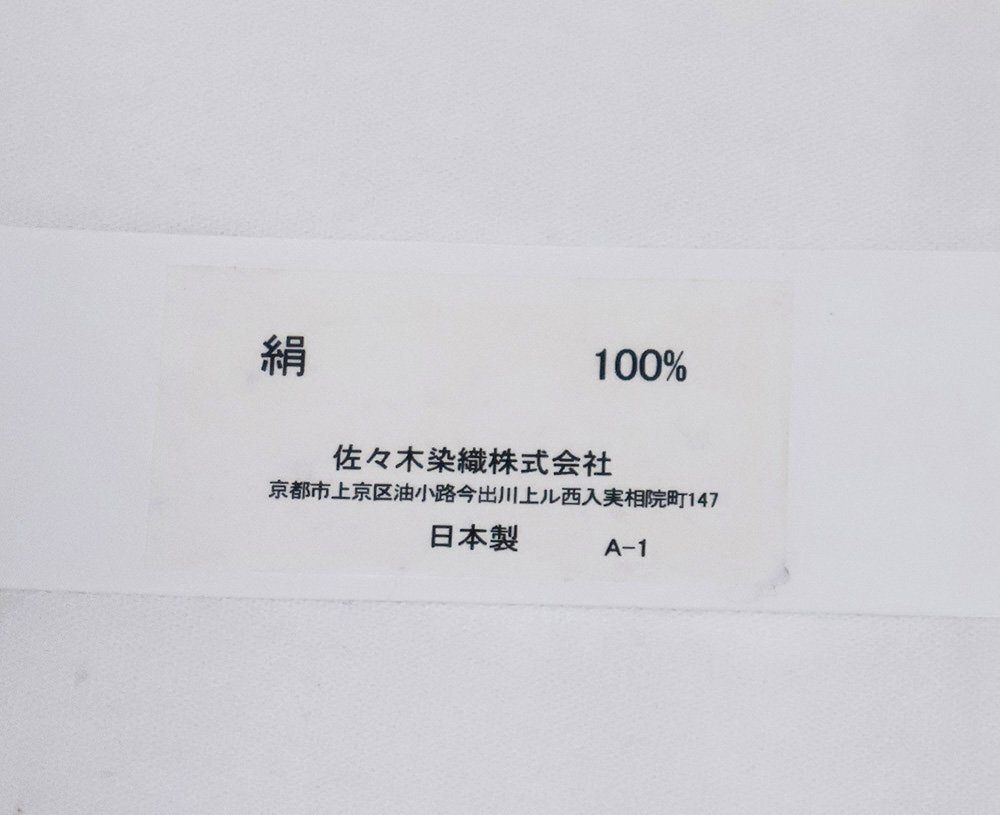 絹 100%
佐々木染織株式会社
京都市上京区油小路今出川上ル西入実相院町147
日本製 A-1